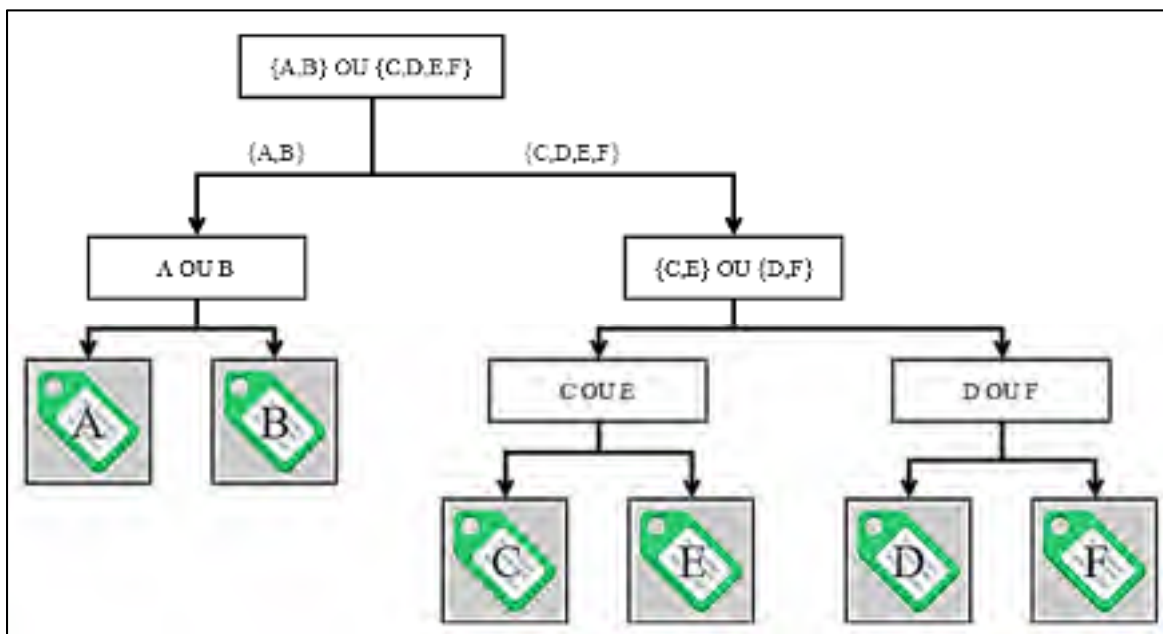 {A,B} OU {C,D,E,F}
{A,B}
{C,D,E,F}
A OU B
{C,E} OU {D,F}
A
B
C OU E
D OU F
C
E
D
F